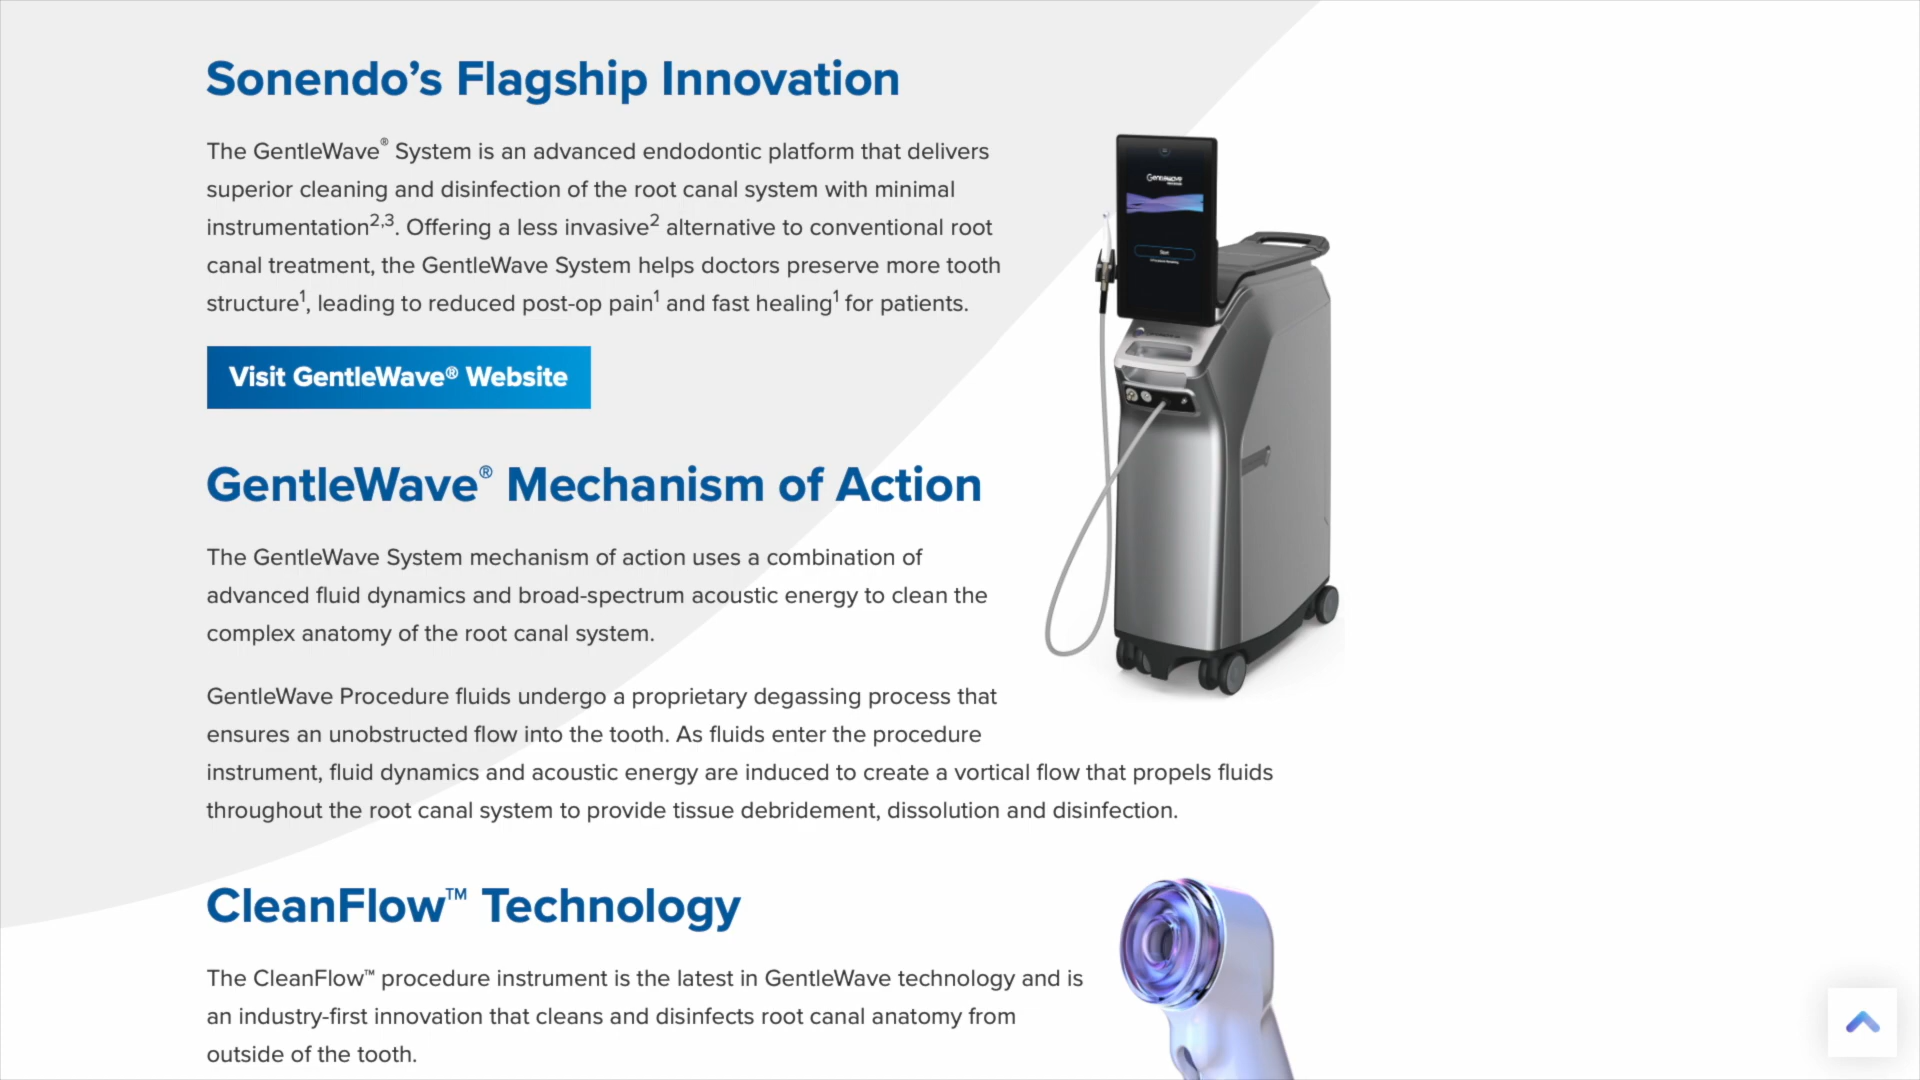 Sonendo’s Flagship Innovation
The GentleWave® System is an advanced endodontic platform that delivers
superior cleaning and disinfection of the root canal system with minimal
instrumentation2,3. Offering a less invasive2 alternative to conventional root
canal treatment, the GentleWave System helps doctors preserve more tooth
structure1, leading to reduced post-op pain1 and fast healing1 for patients.
Visit GentleWave® Website
GentleWave
Start
GentleWave® Mechanism of Action
The GentleWave System mechanism of action uses a combination of
advanced fluid dynamics and broad-spectrum acoustic energy to clean the
complex anatomy of the root canal system.
GentleWave Procedure fluids undergo a proprietary degassing process that
ensures an unobstructed flow into the tooth. As fluids enter the procedure
instrument, fluid dynamics and acoustic energy are induced to create a vortical flow that propels fluids
throughout the root canal system to provide tissue debridement, dissolution and disinfection.
CleanFlow™ Technology
The CleanFlow™ procedure instrument is the latest in GentleWave technology and is
an industry-first innovation that cleans and disinfects root canal anatomy from
outside of the tooth.